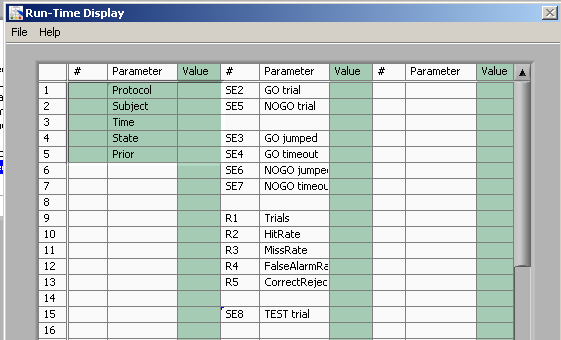 Run-Time Display
File Help
# Parameter Value # Parameter Value # Parameter Value
1 Protocol SE2 GO trial
2 Subject SE5 NOGO trial
3 Time
4 State SE3 GO jumped
5 Prior SE4 GO timeout
6 SE6 NOGO jumped
7 SE7 NOGO timeou
8
9 R1 Trials
10 R2 HitRate
11 R3 MissRate
12 R4 FalseAlarmRa
13 R5 CorrectRejec
14
15 SE8 TEST trial
16